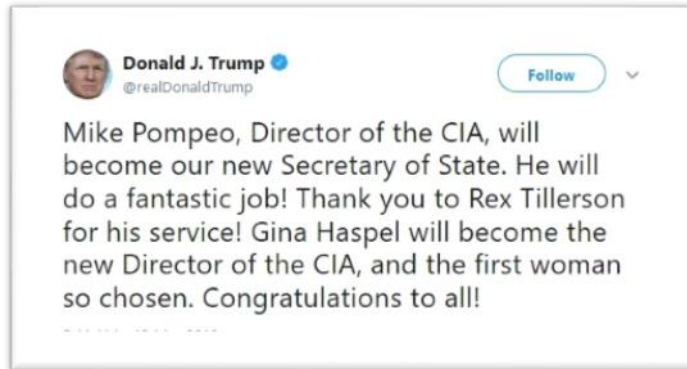 Donald J. Trump
@realDonaldTrump
Follow
Mike Pompeo, Director of the CIA, will
become our new Secretary of State. He will
do a fantastic job! Thank you to Rex Tillerson
for his service! Gina Haspel will become the
new Director of the CIA, and the first woman
so chosen. Congratulations to all!